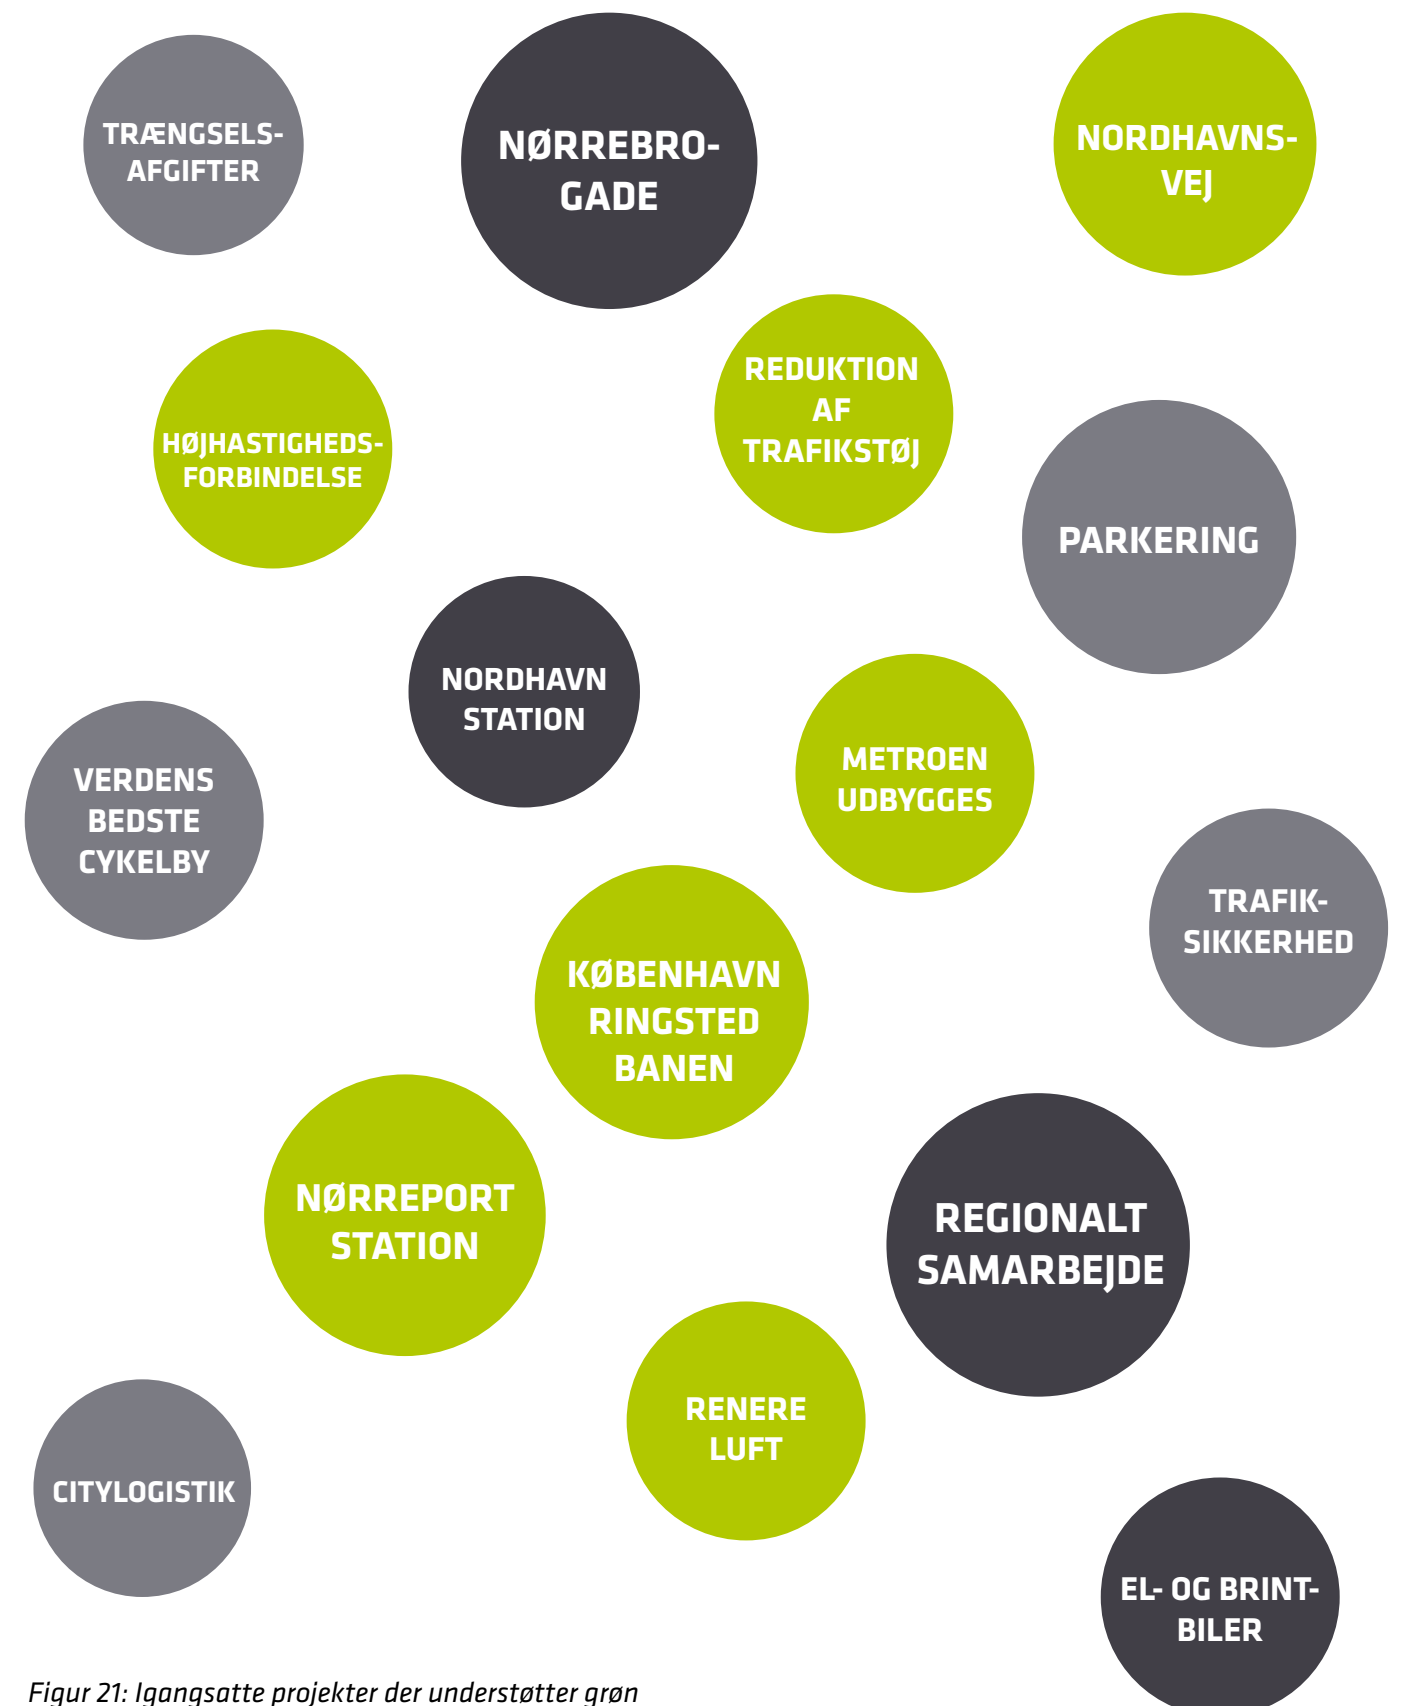 TRÆNGSELS-
AFGIFTER
NØRREBRO-
GADE
NORDHAVNS-
VEJ
HØJHASTIGHEDS-
FORBINDELSE
REDUKTION
AF
TRAFIKSTØJ
PARKERING
NORDHAVN
STATION
METROEN
UDBYGGES
VERDENS
BEDSTE
CYKELBY
TRAFIK-
SIKKERHED
KØBENHAVN
RINGSTED
BANEN
NØRREPORT
STATION
REGIONALT
SAMARBEJDE
RENERE
LUFT
CITYLOGISTIK
EL- OG BRINT-
BILER
Figur 21: Igangsatte projekter der understøtter grøn